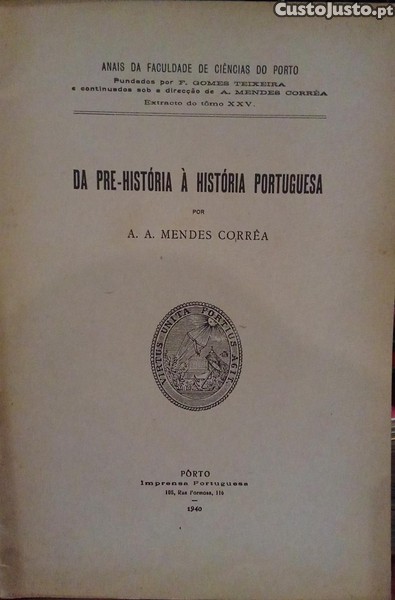 CustoJusto.pt
ANAIS DA FACULDADE DE CIÊNCIAS DO PORTO
Fundados por F. GOMES TEIXEIRA
e continuados sob a direcção de A. MENDES CORRÊA
Extracto do tômo XXV.
DA PRE-HISTÓRIA À HISTÓRIA PORTUGUESA
POR
A. A. MENDES CORRÊA
VIRTUS UNITA FORTIUS AGIT
PÔRTO
Imprensa Portuguesa
Rua Formosa, 116
1940